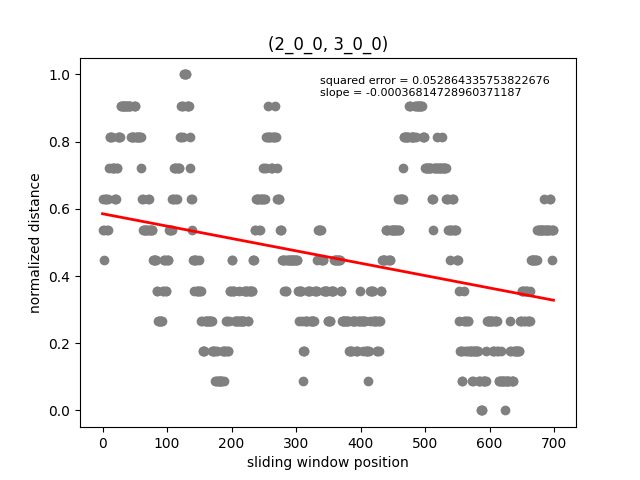 (2_0_0, 3_0_0)
squared error = 0.052864335753822676
slope = -0.00036814728960371187
normalized distance
1.0
0.8
0.6
0.4
0.2
0.0
0 100 200 300 400 500 600 700
sliding window position